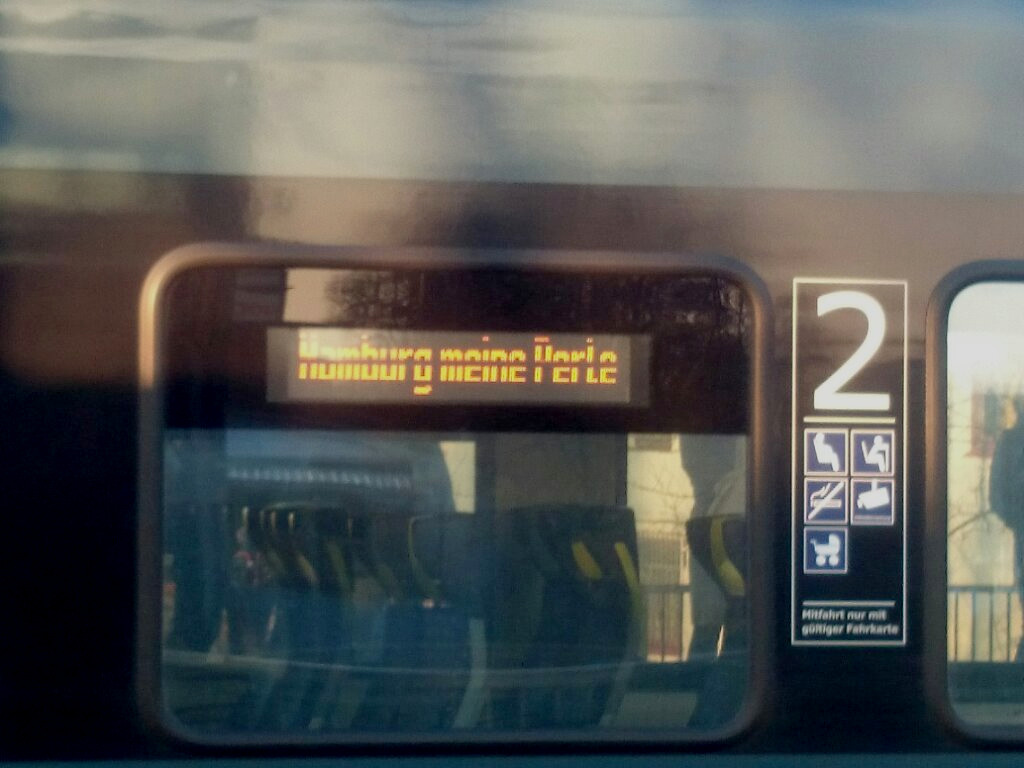 Hamburg meine Perle
2
Mitfahrt nur mit
gültiger Fahrkarte